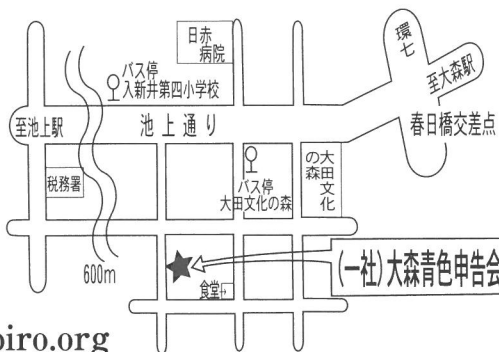 日赤
病院
環七
至大森駅
バス停
入新井第四小学校
至池上駅
池上通り
春日橋交差点
税務署
バス停
大田文化の森
大田文化
の森
600m
(一社)大森青色申告会
食堂→